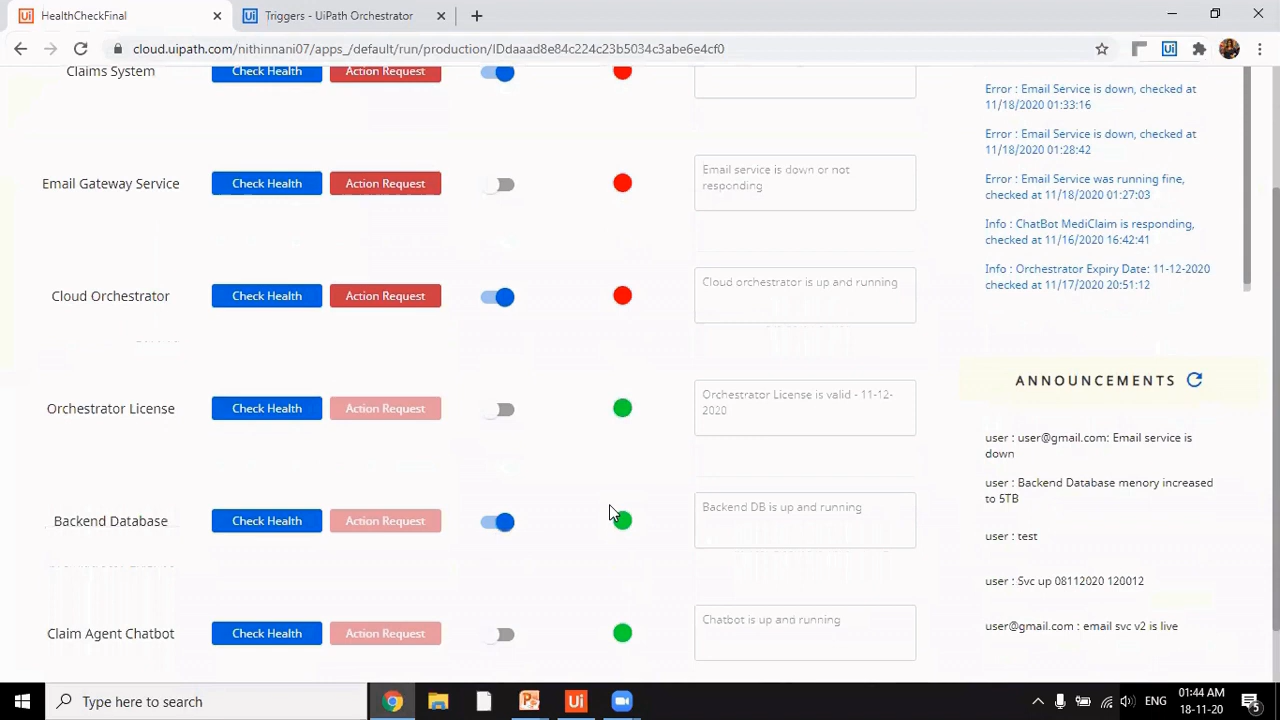 HealthCheckFinal
Triggers - UiPath Orchestrator
cloud.uipath.com/nithinnani07/apps_/default/run/production/IDdaaad8e84c224c23b5034c3abe6e4cf0
Claims System
Check Health
Action Request
Email Gateway Service
Check Health
Action Request
Email service is down or not
responding
Cloud Orchestrator
Check Health
Action Request
Cloud orchestrator is up and running
Orchestrator License
Check Health
Action Request
Orchestrator License is valid - 11-12-
2020
Backend Database
Check Health
Action Request
Backend DB is up and running
Claim Agent Chatbot
Check Health
Action Request
Chatbot is up and running
Error : Email Service is down, checked at
11/18/2020 01:33:16
Error : Email Service is down, checked at
11/18/2020 01:28:42
Error : Email Service was running fine,
checked at 11/18/2020 01:27:03
Info : ChatBot MediClaim is responding,
checked at 11/16/2020 16:42:41
Info : Orchestrator Expiry Date: 11-12-2020
checked at 11/17/2020 20:51:12
ANNOUNCEMENTS
user : user@gmail.com: Email service is
down
user : Backend Database menory increased
to 5TB
user : test
user : Svc up 08112020 120012
user@gmail.com : email svc v2 is live
Type here to search
ENG
01:44 AM
18-11-20
5